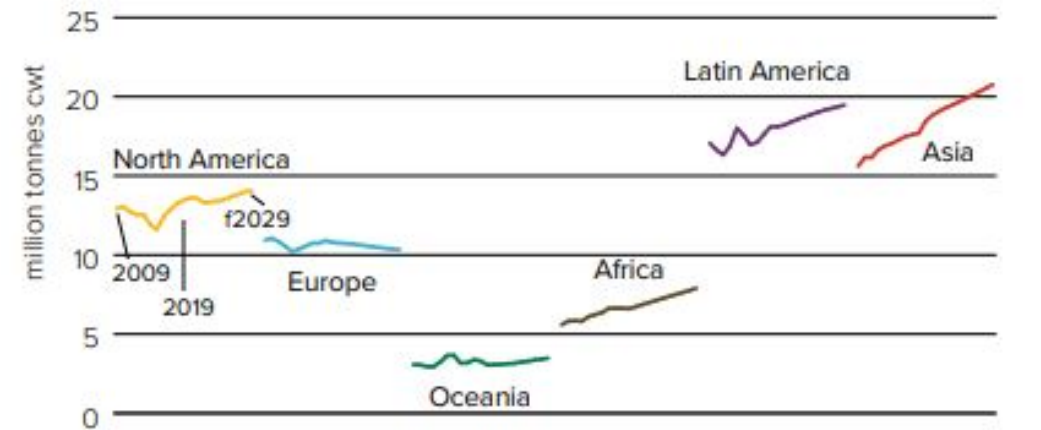 25
million tonnes cwt
20
15
10
5
0
North America
2009
2019
f2029
Europe
Oceania
Africa
Latin America
Asia